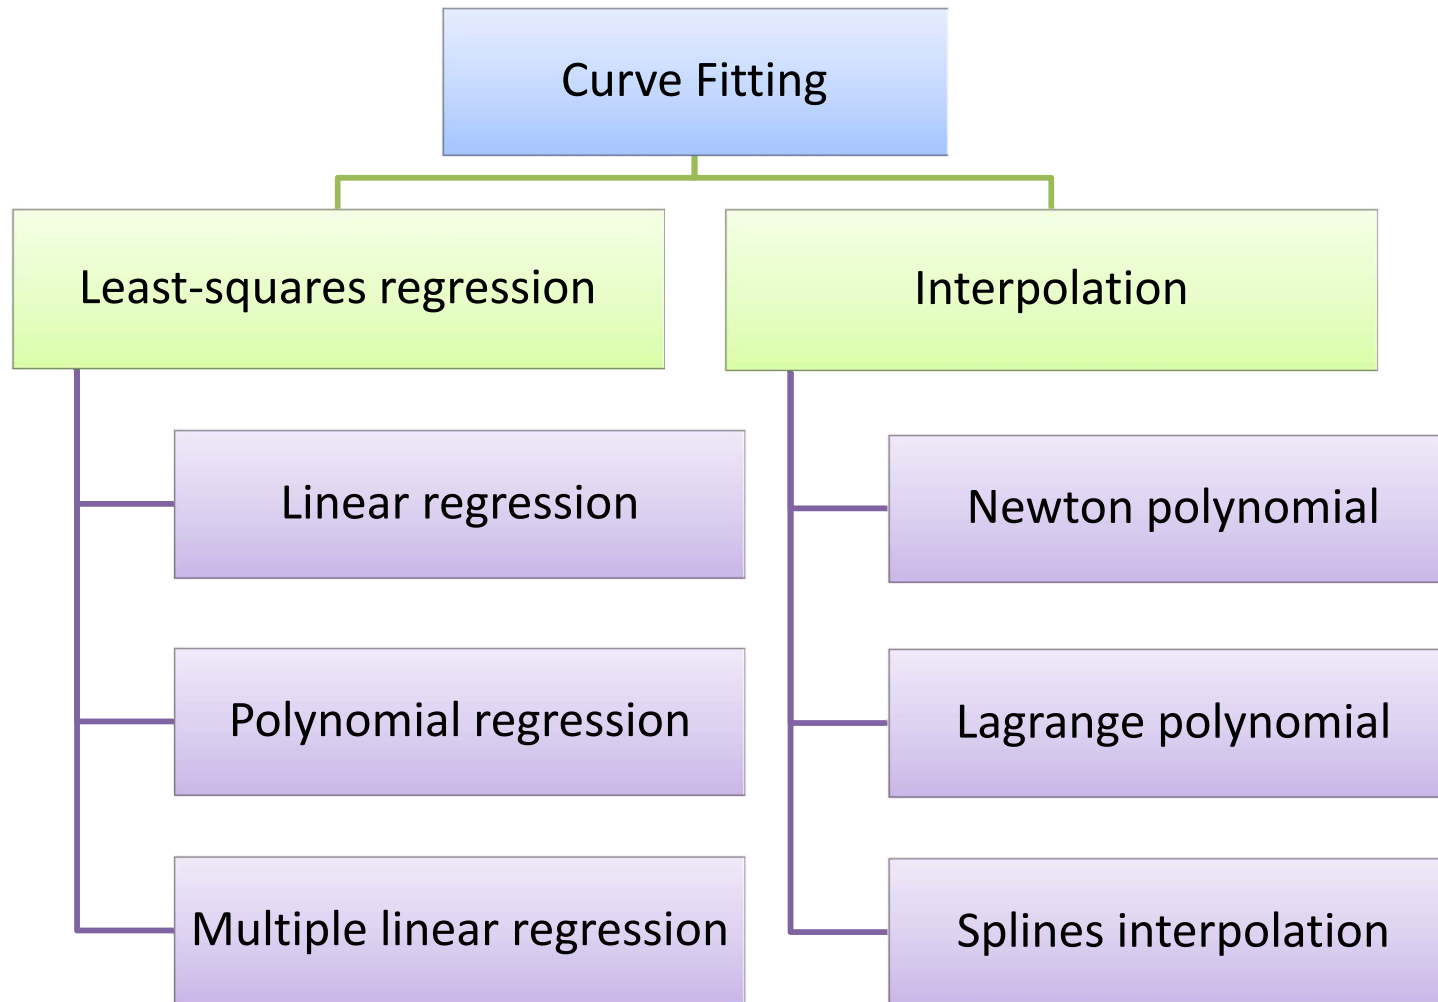 Curve Fitting
Least-squares regression
Interpolation
Linear regression
Newton polynomial
Polynomial regression
Lagrange polynomial
Multiple linear regression
Splines interpolation